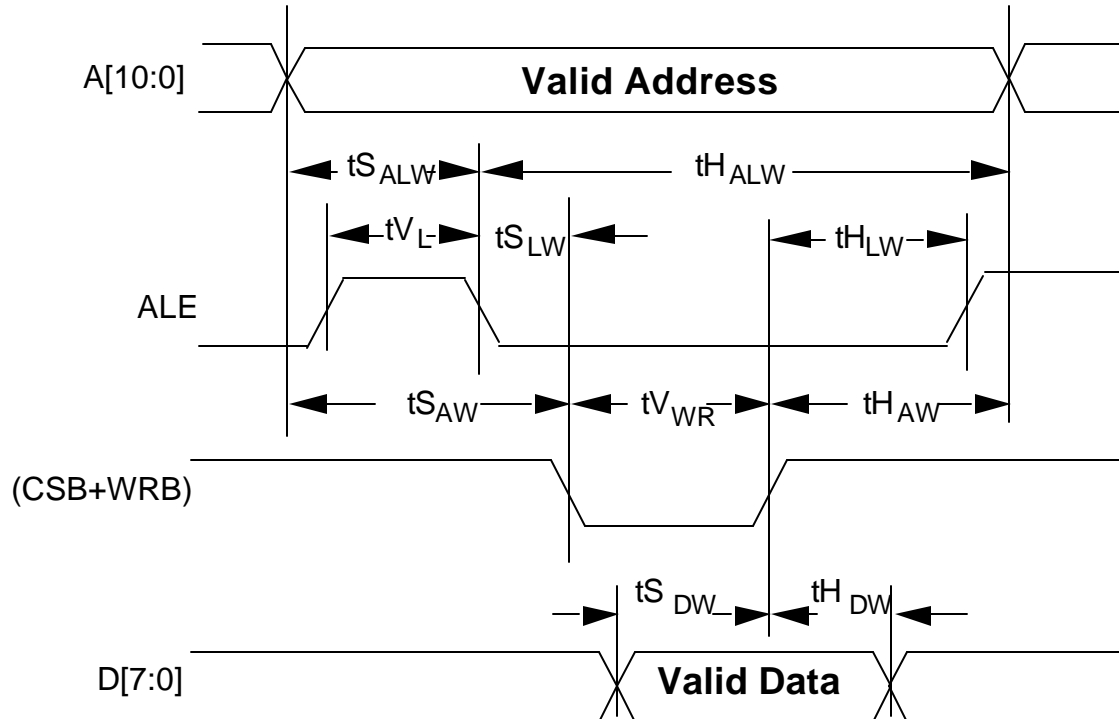 A[10:0] Valid Address
tS ALW tH ALW
tV L tS LW tH LW
ALE
tS AW tV WR tH AW
(CSB+WRB)
tS DW tH DW
D[7:0] Valid Data